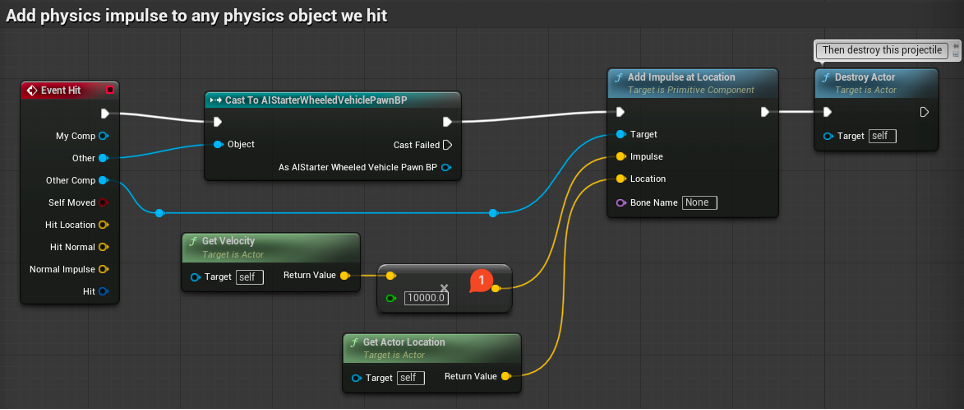 Add physics impulse to any physics object we hit
Then destroy this projectile
Event Hit
My Comp
Other
Other Comp
Self Moved
Hit Location
Hit Normal
Normal Impulse
Hit
Cast To AIStarterWheeledVehiclePawnBP
Object
Cast Failed
As AIStarter Wheeled Vehicle Pawn BP
Add Impulse at Location
Target is Primitive Component
Target
Impulse
Location
Bone Name None
Destroy Actor
Target is Actor
Target self
Get Velocity
Target is Actor
Target self Return Value
10000.0
1
Get Actor Location
Target is Actor
Target self Return Value